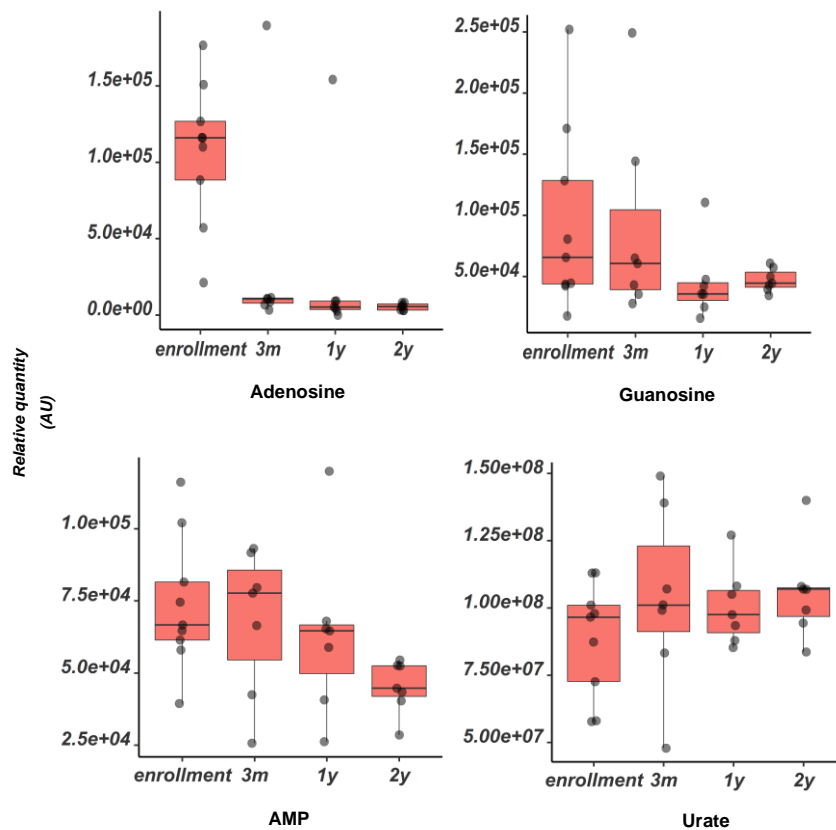 1.5e+05
1.0e+05
5.0e+04
0.0e+00
enrollment 3m 1y 2y
Adenosine
2.5e+05
2.0e+05
1.5e+05
1.0e+05
5.0e+04
enrollment 3m 1y 2y
Guanosine
Relative quantity
(AU)
1.0e+05
7.5e+04
5.0e+04
2.5e+04
enrollment 3m 1y 2y
AMP
1.50e+08
1.25e+08
1.00e+08
7.50e+07
5.00e+07
enrollment 3m 1y 2y
Urate